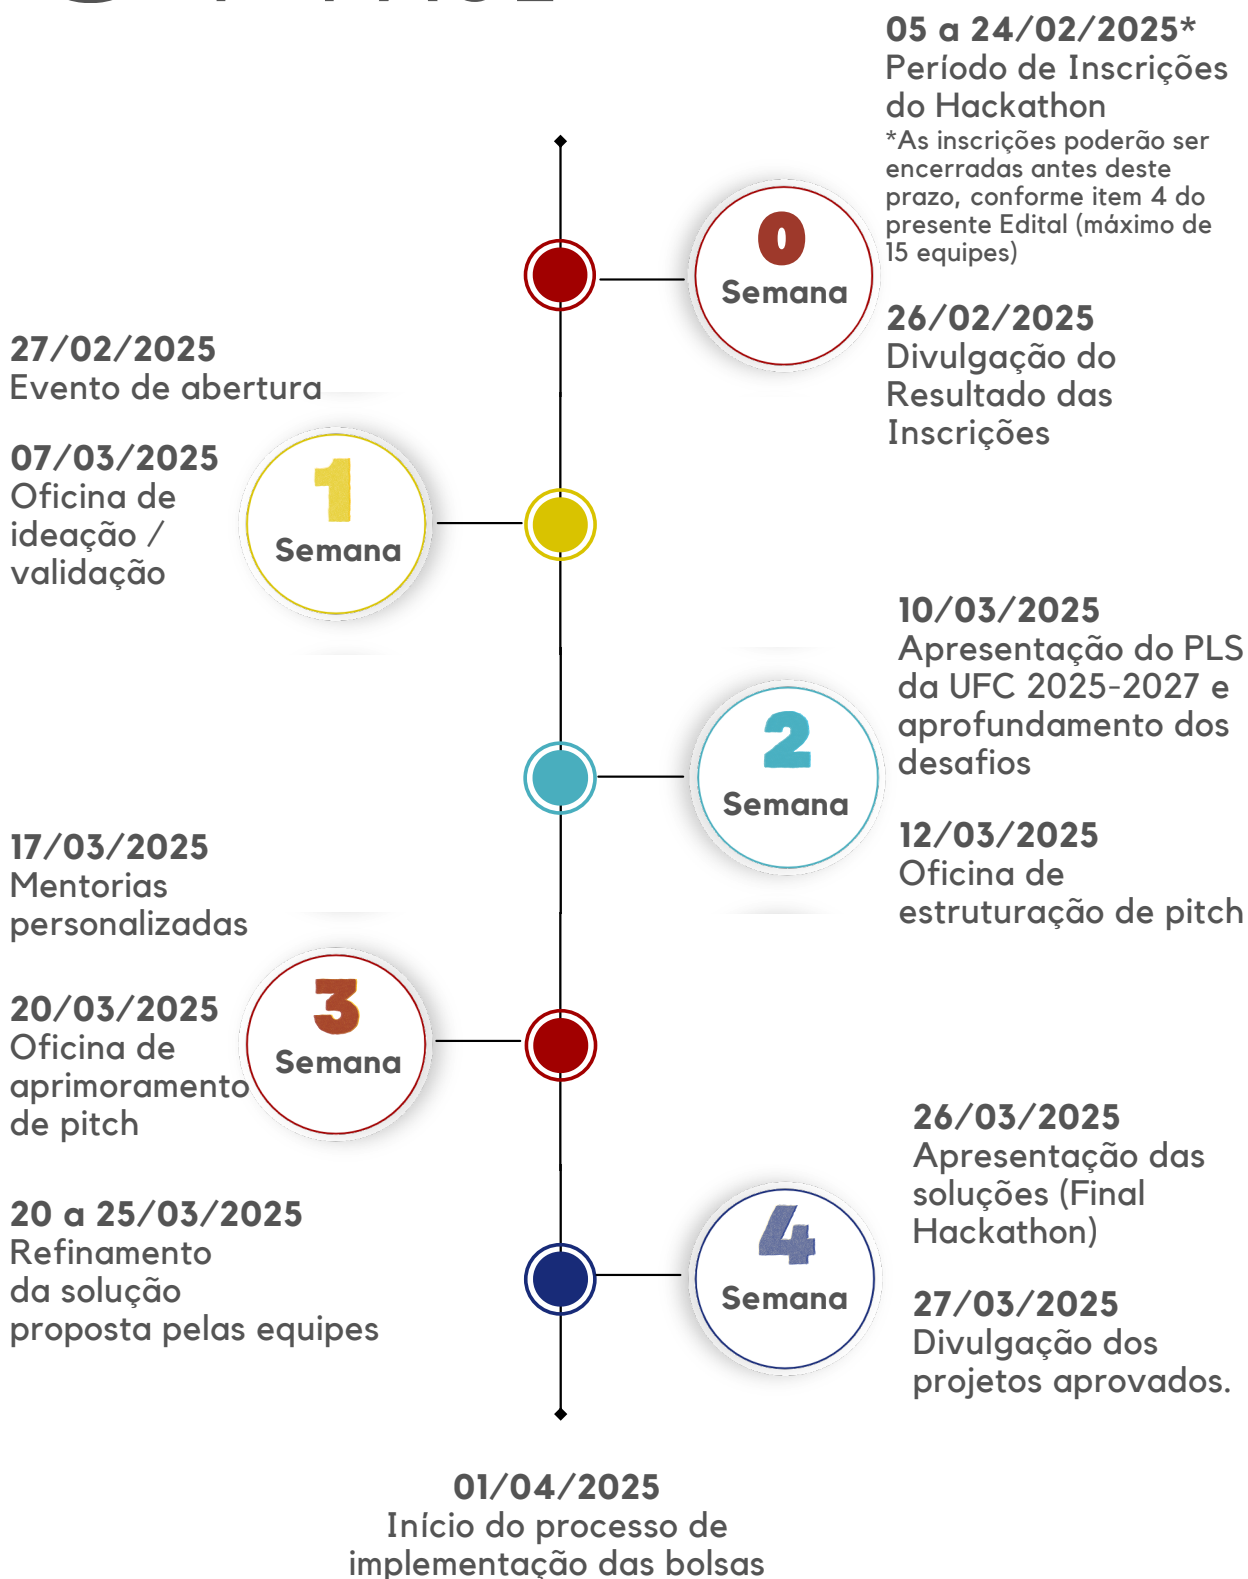 05 a 24/02/2025*
Período de Inscrições
do Hackathon
*As inscrições poderão ser
encerradas antes deste
prazo, conforme item 4 do
presente Edital (máximo de
15 equipes)
0
Semana
26/02/2025
Divulgação do
Resultado das
Inscrições
27/02/2025
Evento de abertura
07/03/2025
Oficina de
ideação /
validação
1
Semana
10/03/2025
Apresentação do PLS
da UFC 2025-2027 e
aprofundamento dos
desafios
2
Semana
12/03/2025
Oficina de
estruturação de pitch
17/03/2025
Mentorias
personalizadas
20/03/2025
Oficina de
aprimoramento
de pitch
3
Semana
20 a 25/03/2025
Refinamento
da solução
proposta pelas equipes
26/03/2025
Apresentação das
soluções (Final
Hackathon)
4
Semana
27/03/2025
Divulgação dos
projetos aprovados.
01/04/2025
Início do processo de
implementação das bolsas